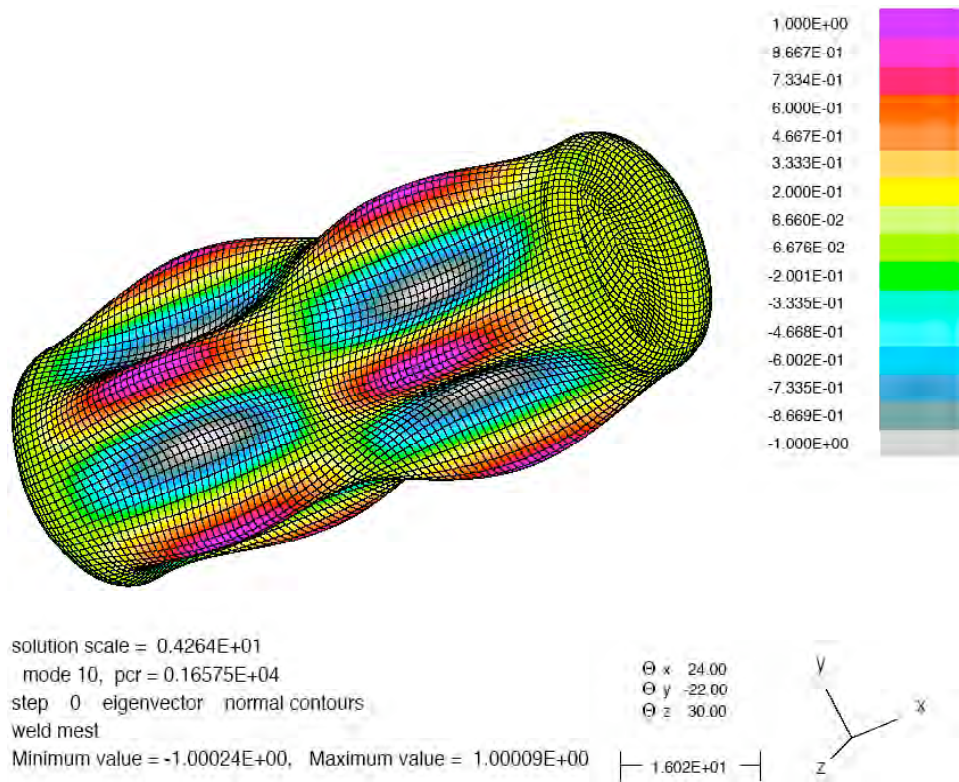 1.000E+00
8.667E-01
7.334E-01
6.000E-01
4.667E-01
3.333E-01
2.000E-01
6.660E-02
-6.676E-02
-2.001E-01
-3.335E-01
-4.668E-01
-6.002E-01
-7.335E-01
-8.669E-01
-1.000E+00
solution scale = 0.4264E+01
mode 10, pcr = 0.16575E+04
step 0 eigenvector normal contours
weld mest
Minimum value = -1.00024E+00, Maximum value = 1.00009E+00
Θ x 24.00
Θ y -22.00
Θ z 30.00
1.602E+01
y
x
z